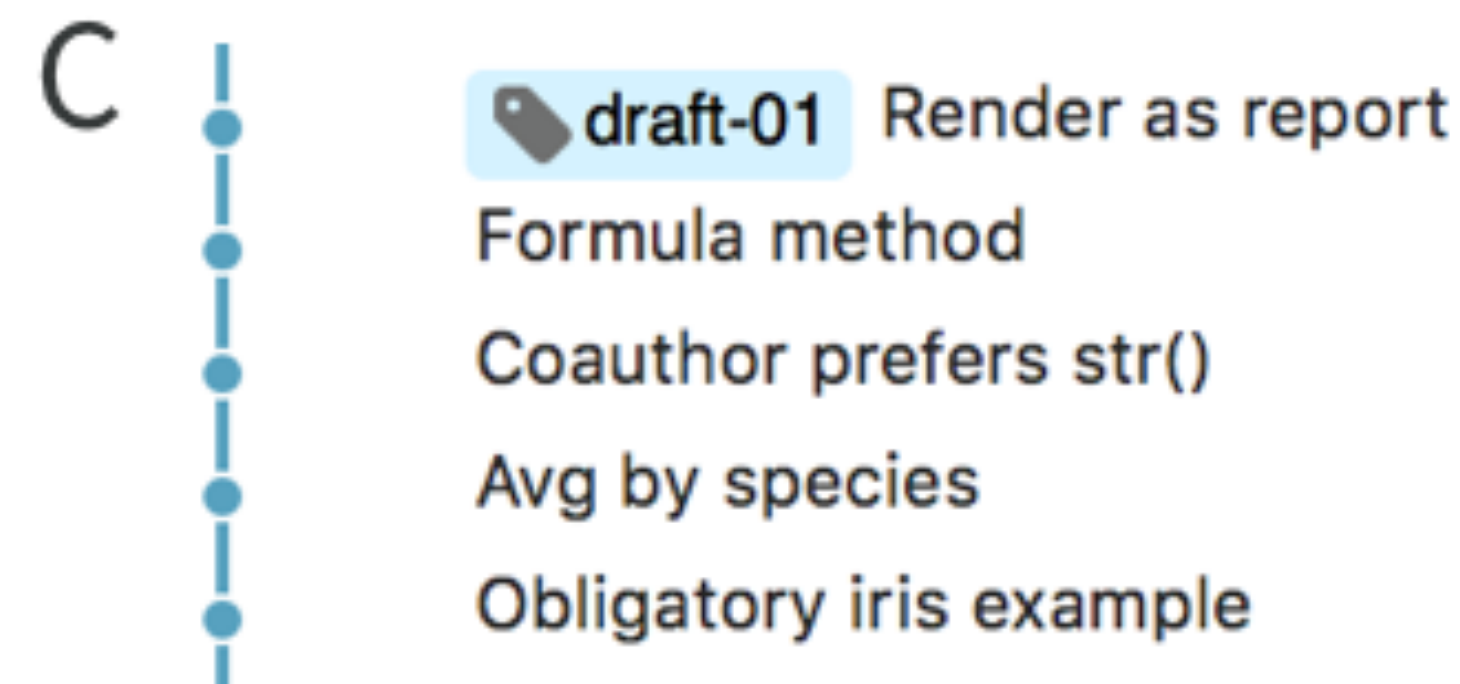 C
draft-01 Render as report
Formula method
Coauthor prefers str()
Avg by species
Obligatory iris example